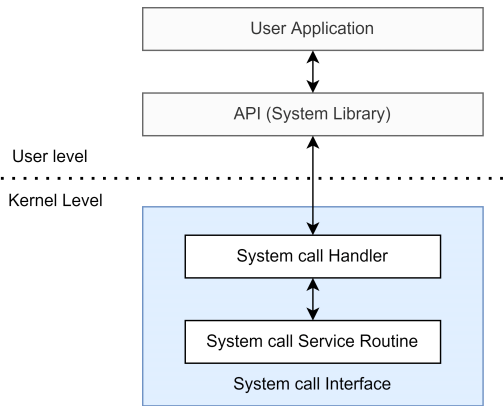 User Application
API (System Library)
User level
Kernel Level
System call Handler
System call Service Routine
System call Interface